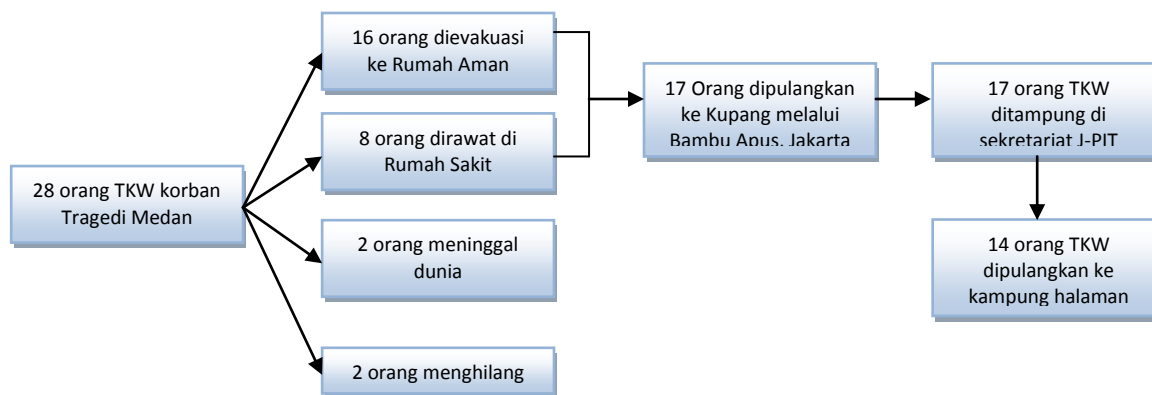 28 orang TKW korban
Tragedi Medan
16 orang dievakuasi
ke Rumah Aman
8 orang dirawat di
Rumah Sakit
2 orang meninggal
dunia
2 orang menghilang
17 Orang dipulangkan
ke Kupang melalui
Bambu Apus, Jakarta
17 orang TKW
ditampung di
sekretariat J-PIT
14 orang TKW
dipulangkan ke
kampung halaman